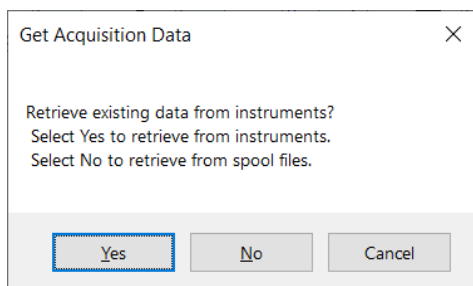 Get Acquisition Data
Retrieve existing data from instruments?
Select Yes to retrieve from instruments.
Select No to retrieve from spool files.
Yes No Cancel